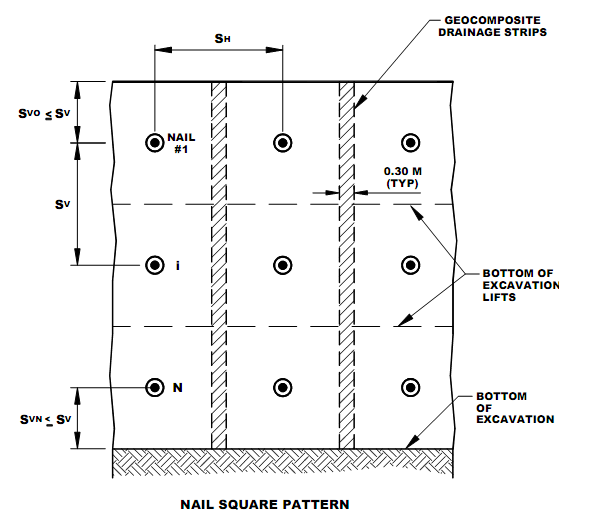 GEOCOMPOSITE
DRAINAGE STRIPS
SH
SVO ≤ SV
NAIL
#1
0.30 M
(TYP)
SV
i
BOTTOM OF
EXCAVATION
LIFTS
N
SVN ≤ SV
BOTTOM
OF
EXCAVATION
NAIL SQUARE PATTERN